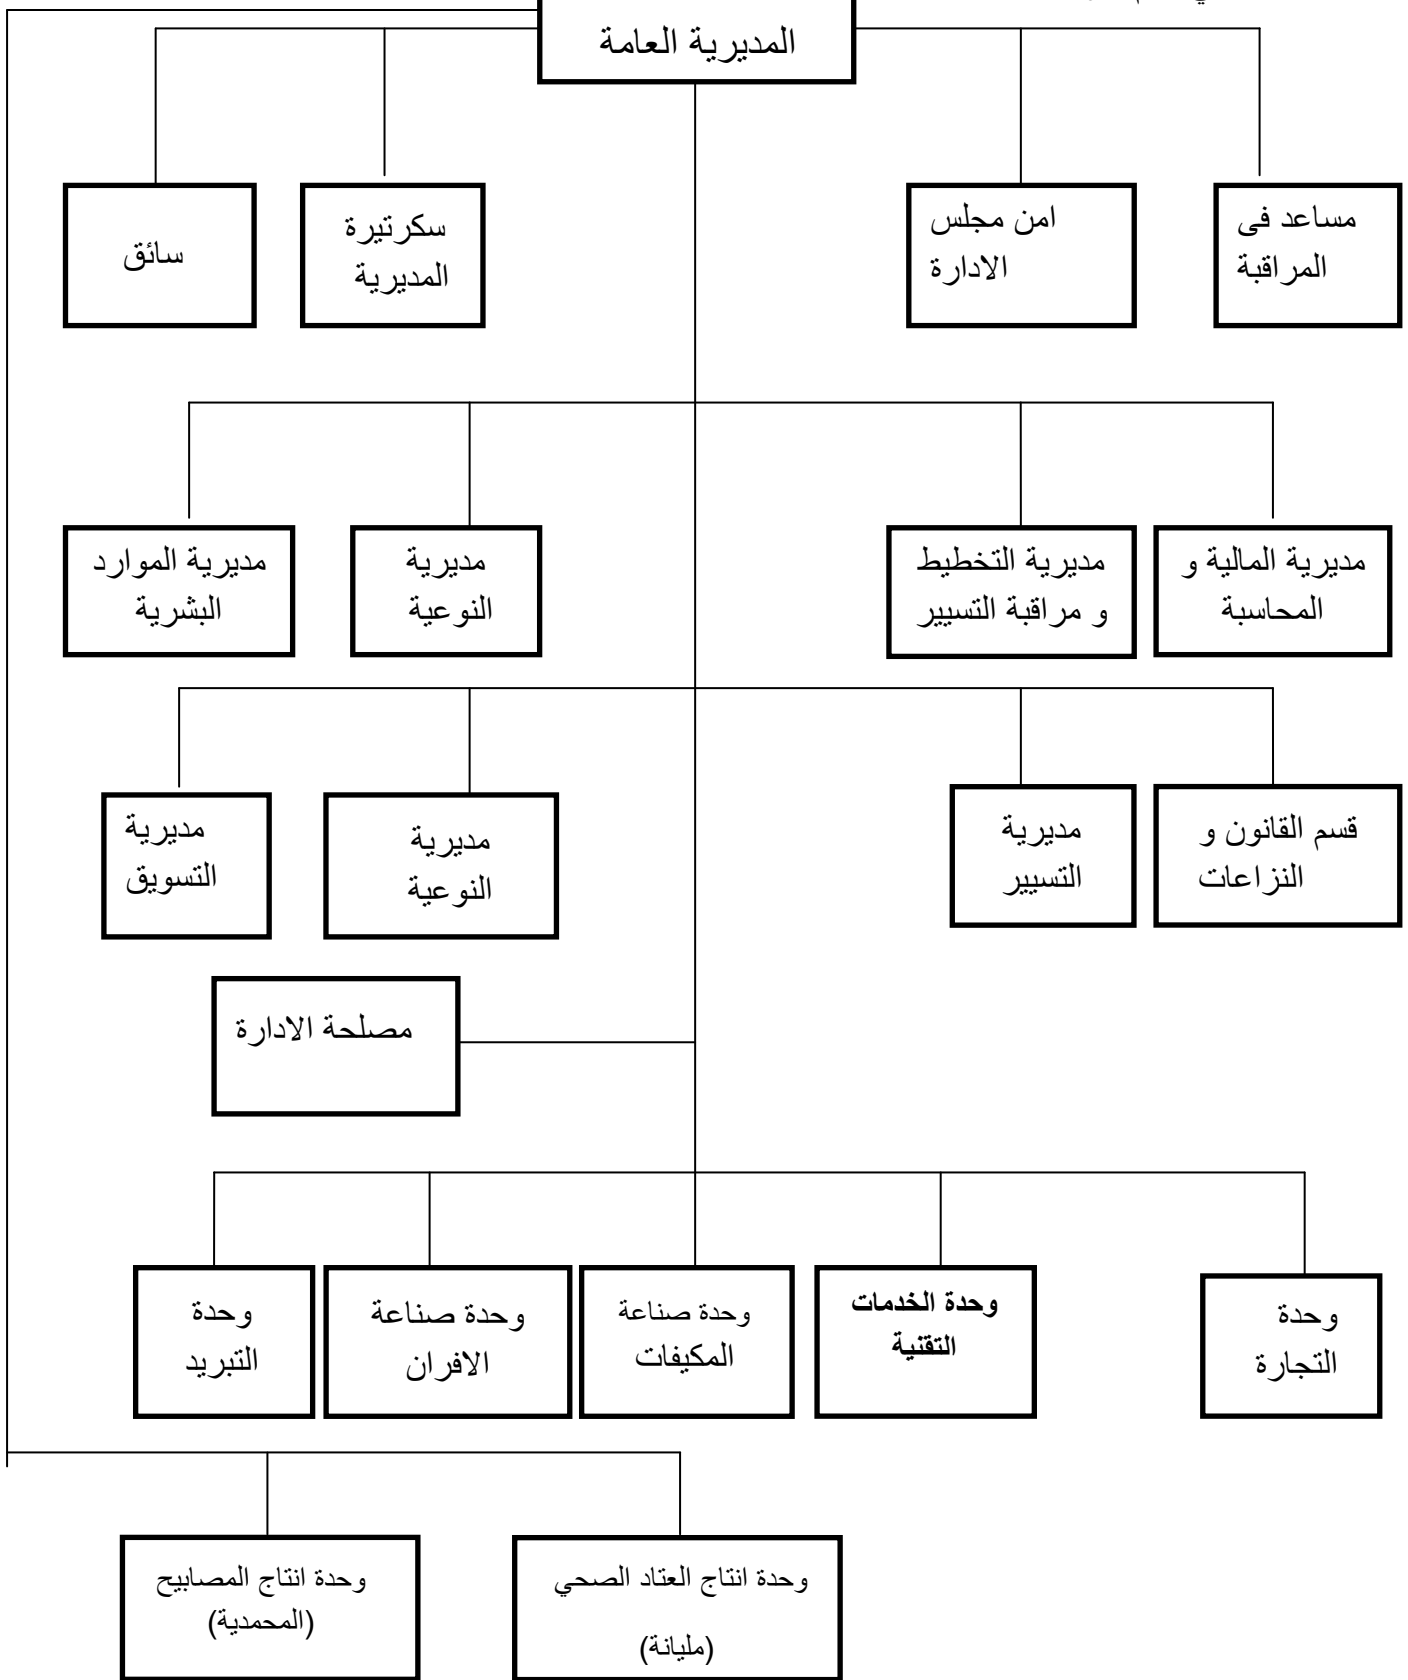 المديرية العامة
مساعد فى
المراقبة
امن مجلس
الادارة
سكرتيرة
المديرية
سائق
مديرية المالية و
المحاسبة
مديرية التخطيط
و مراقبة التسيير
مديرية
النوعية
مديرية الموارد
البشرية
قسم القانون و
النزاعات
مديرية
التسيير
مديرية
النوعية
مديرية
التسويق
مصلحة الادارة
وحدة
التجارة
وحدة الخدمات
التقنية
وحدة صناعة
المكيفات
وحدة صناعة
الافران
وحدة
التبريد
وحدة انتاج العتاد الصحي
(مليانة)
وحدة انتاج المصابيح
(المحمدية)